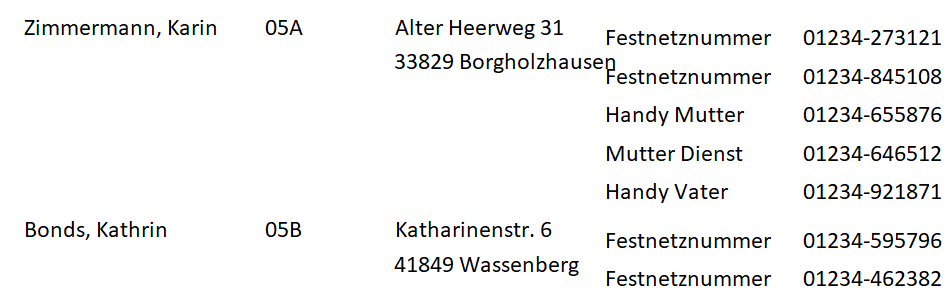 Zimmermann, Karin 05A Alter Heerweg 31 Festnetznummer 01234-273121
33829 Borgholzhausen Festnetznummer 01234-845108
Handy Mutter 01234-655876
Mutter Dienst 01234-646512
Handy Vater 01234-921871
Bonds, Kathrin 05B Katharinenstr. 6 Festnetznummer 01234-595796
41849 Wassenberg Festnetznummer 01234-462382